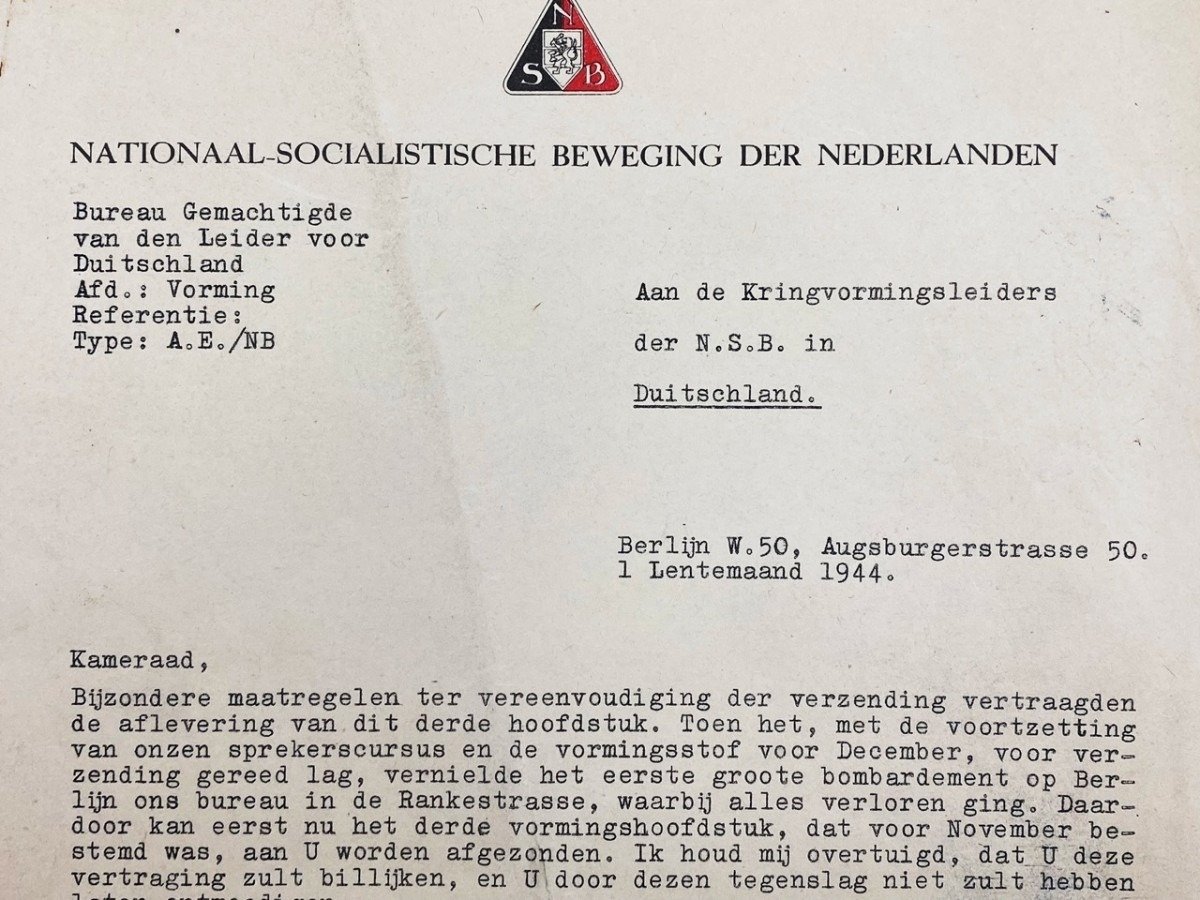 N
S B
NATIONAAL-SOCIALISTISCHE BEWEGING DER NEDERLANDEN
Bureau Gemachtigde
van den Leider voor
Duitschland
Afd.: Vorming
Referentie:
Type: A.E./NB
Aan de Kringvormingsleiders
der N.S.B. in
Duitschland.
Berlijn W.50, Augsburgerstrasse 50.
1 Lentemaand 1944.
Kameraad,
Bijzondere maatregelen ter vereenvoudiging der verzending vertraagden
de aflevering van dit derde hoofdstuk. Toen het, met de voortzetting
van onzen sprekerscursus en de vormingsstof voor December, voor ver-
zending gereed lag, vernielde het eerste groote bombardement op Ber-
lijn ons bureau in de Rankestrasse, waarbij alles verloren ging. Daar-
door kan eerst nu het derde vormingshoofdstuk, dat voor November be-
stemd was, aan U worden afgezonden. Ik houd mij overtuigd, dat U deze
vertraging zult billijken, en U door dezen tegenslag niet zult hebben